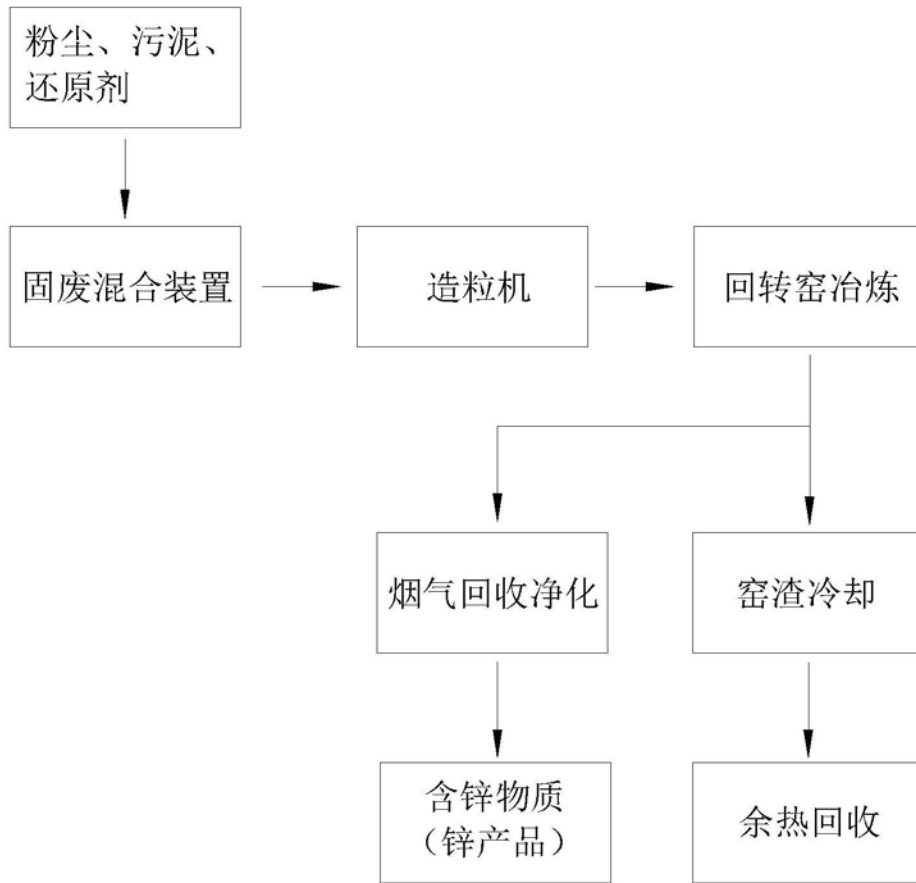 粉尘、污泥、
还原剂
固废混合装置
造粒机
回转窑冶炼
烟气回收净化
窑渣冷却
含锌物质
（锌产品）
余热回收